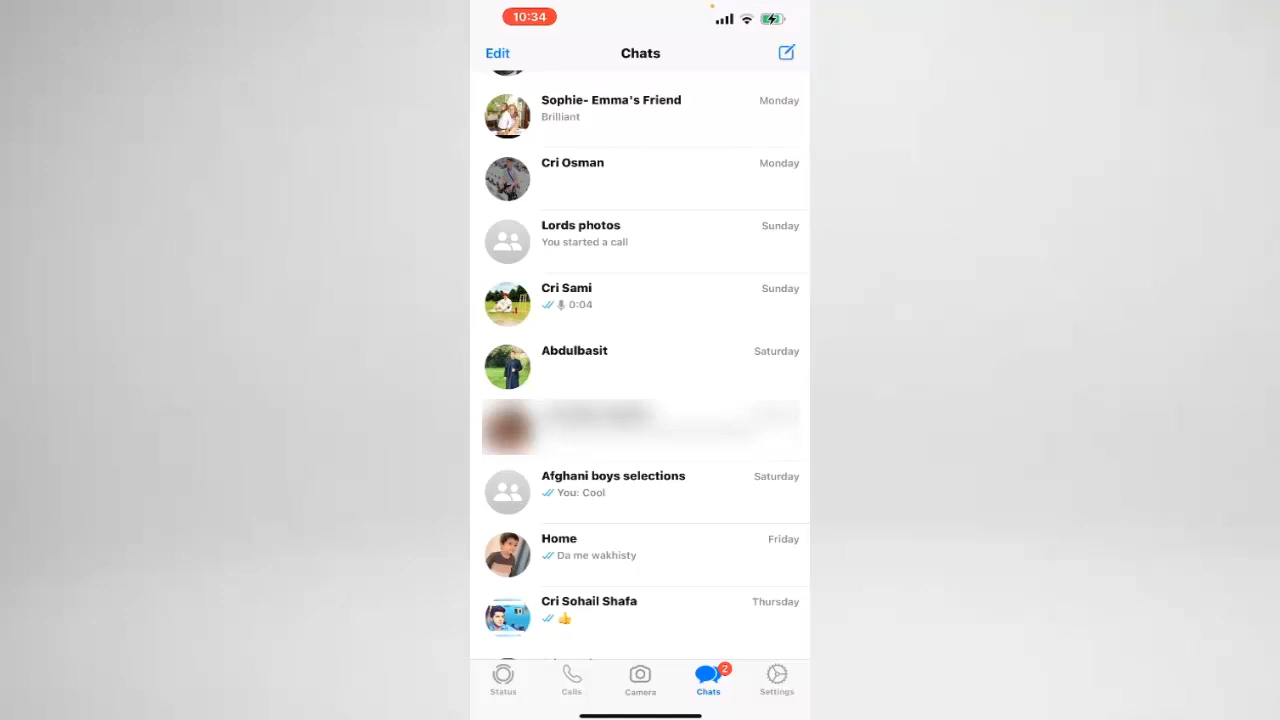 10:34
Edit
Chats
Sophie- Emma's Friend
Monday
Brilliant
Cri Osman
Monday
Lords photos
Sunday
You started a call
Cri Sami
Sunday
0:04
Abdulbasit
Saturday
Afghani boys selections
Saturday
You: Cool
Home
Friday
Da me wakhisty
Cri Sohail Shafa
Thursday
👍
2
Status
Calls
Camera
Chats
Settings